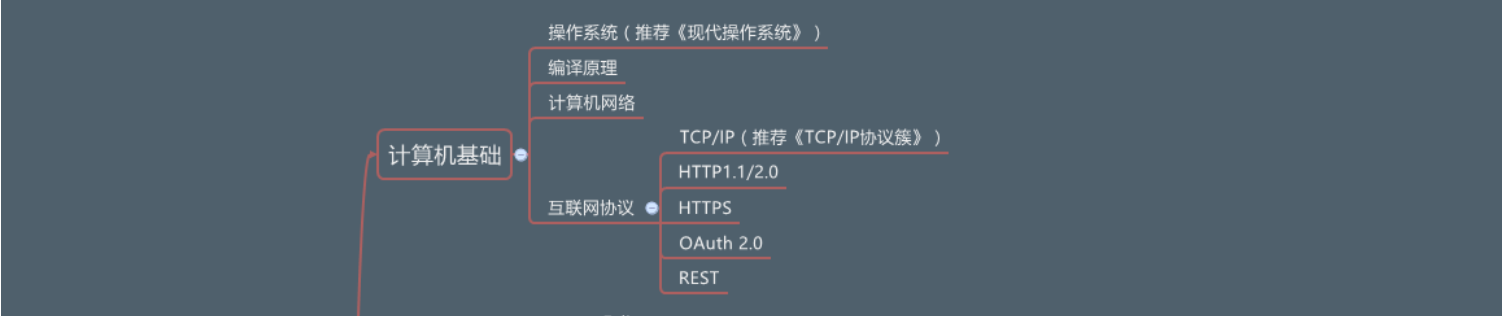 操作系统（推荐《现代操作系统》）
编译原理
计算机网络
计算机基础
TCP/IP（推荐《TCP/IP协议簇》）
HTTP1.1/2.0
互联网协议
HTTPS
OAuth 2.0
REST